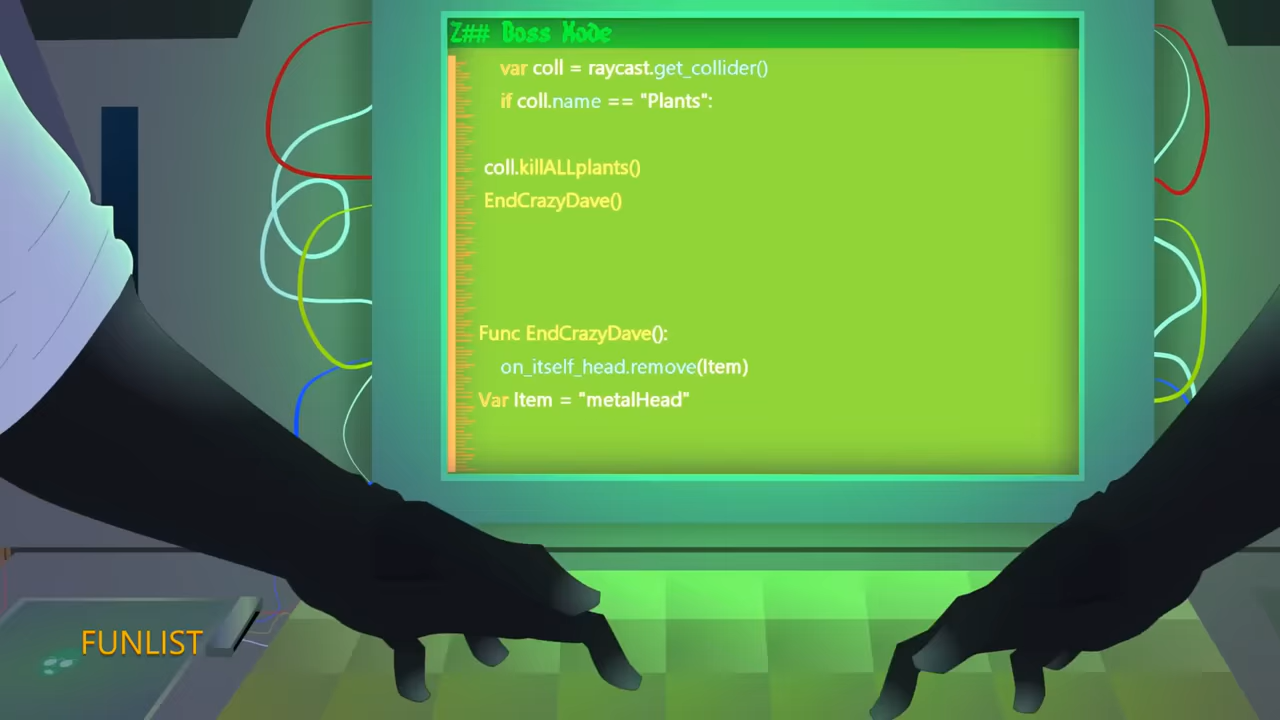 Z## Boss Mode
var coll = raycast.get_collider()
if coll.name == "Plants":
coll.killALLplants()
EndCrazyDave()
Func EndCrazyDave():
on_itself_head.remove(Item)
Var Item = "metalHead"
FUNLIST